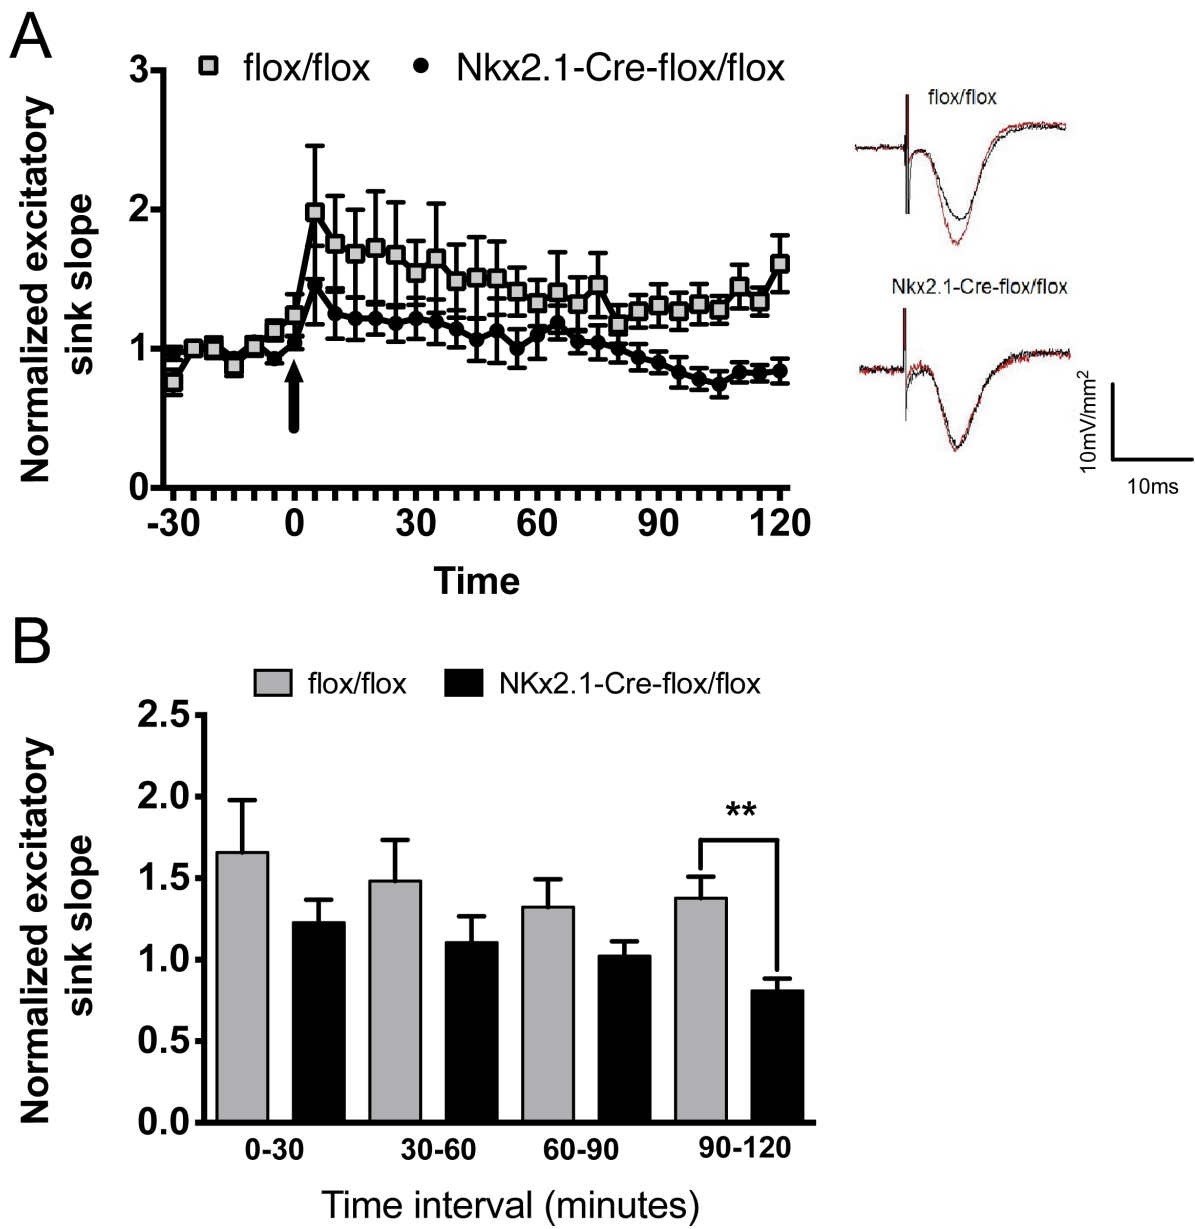 A
flox/flox Nkx2.1-Cre-flox/flox
Normalized excitatory
sink slope
3
2
1
0
-30 0 30 60 90 120
Time
flox/flox
Nkx2.1-Cre-flox/flox
10mV/mm²
10ms
B
flox/flox NKx2.1-Cre-flox/flox
Normalized excitatory
sink slope
2.5
2.0
1.5
1.0
0.5
0.0
**
0-30 30-60 60-90 90-120
Time interval (minutes)